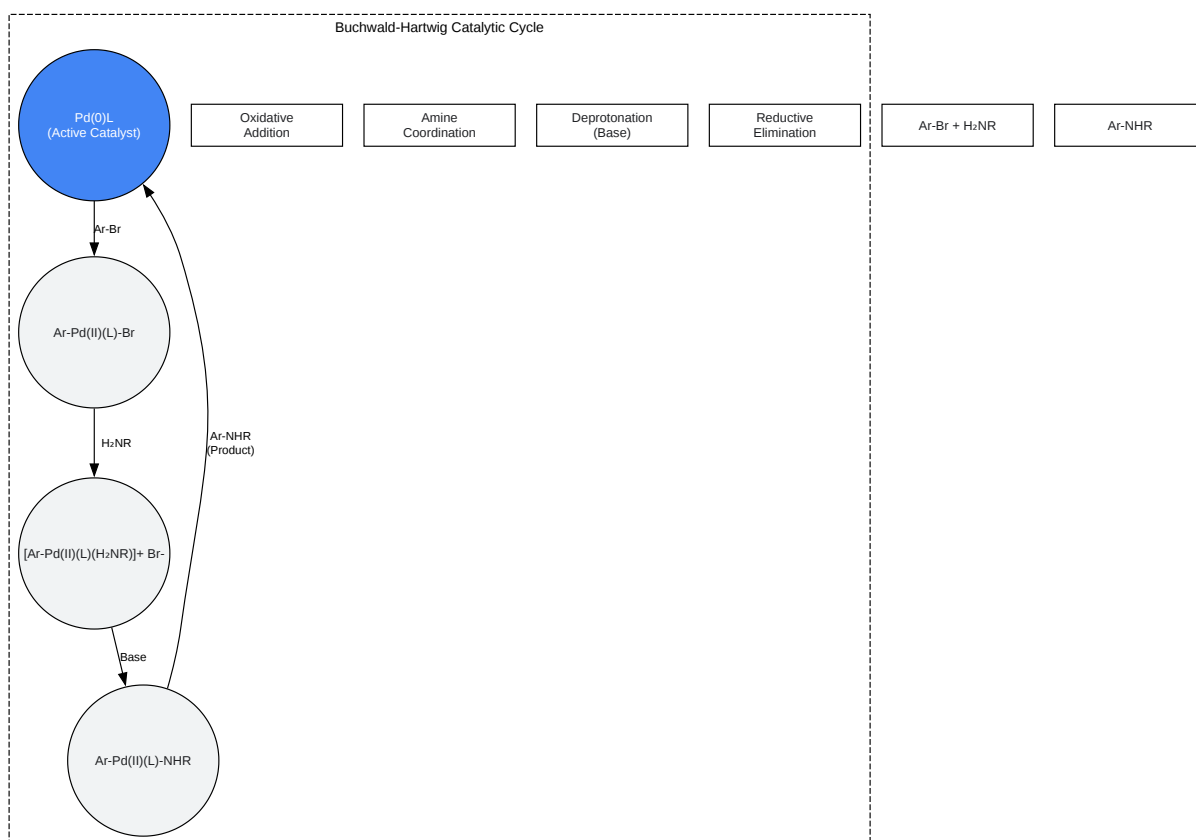 Buchwald-Hartwig Catalytic Cycle
Pd(0)L
(Active Catalyst)
Oxidative
Addition
Amine
Coordination
Deprotonation
(Base)
Reductive
Elimination
Ar-Br + H₂NR
Ar-NHR
Ar-Br
Ar-Pd(II)(L)-Br
H₂NR
Ar-NHR
(Product)
[Ar-Pd(II)(L)(H₂NR)]+ Br-
Base
Ar-Pd(II)(L)-NHR